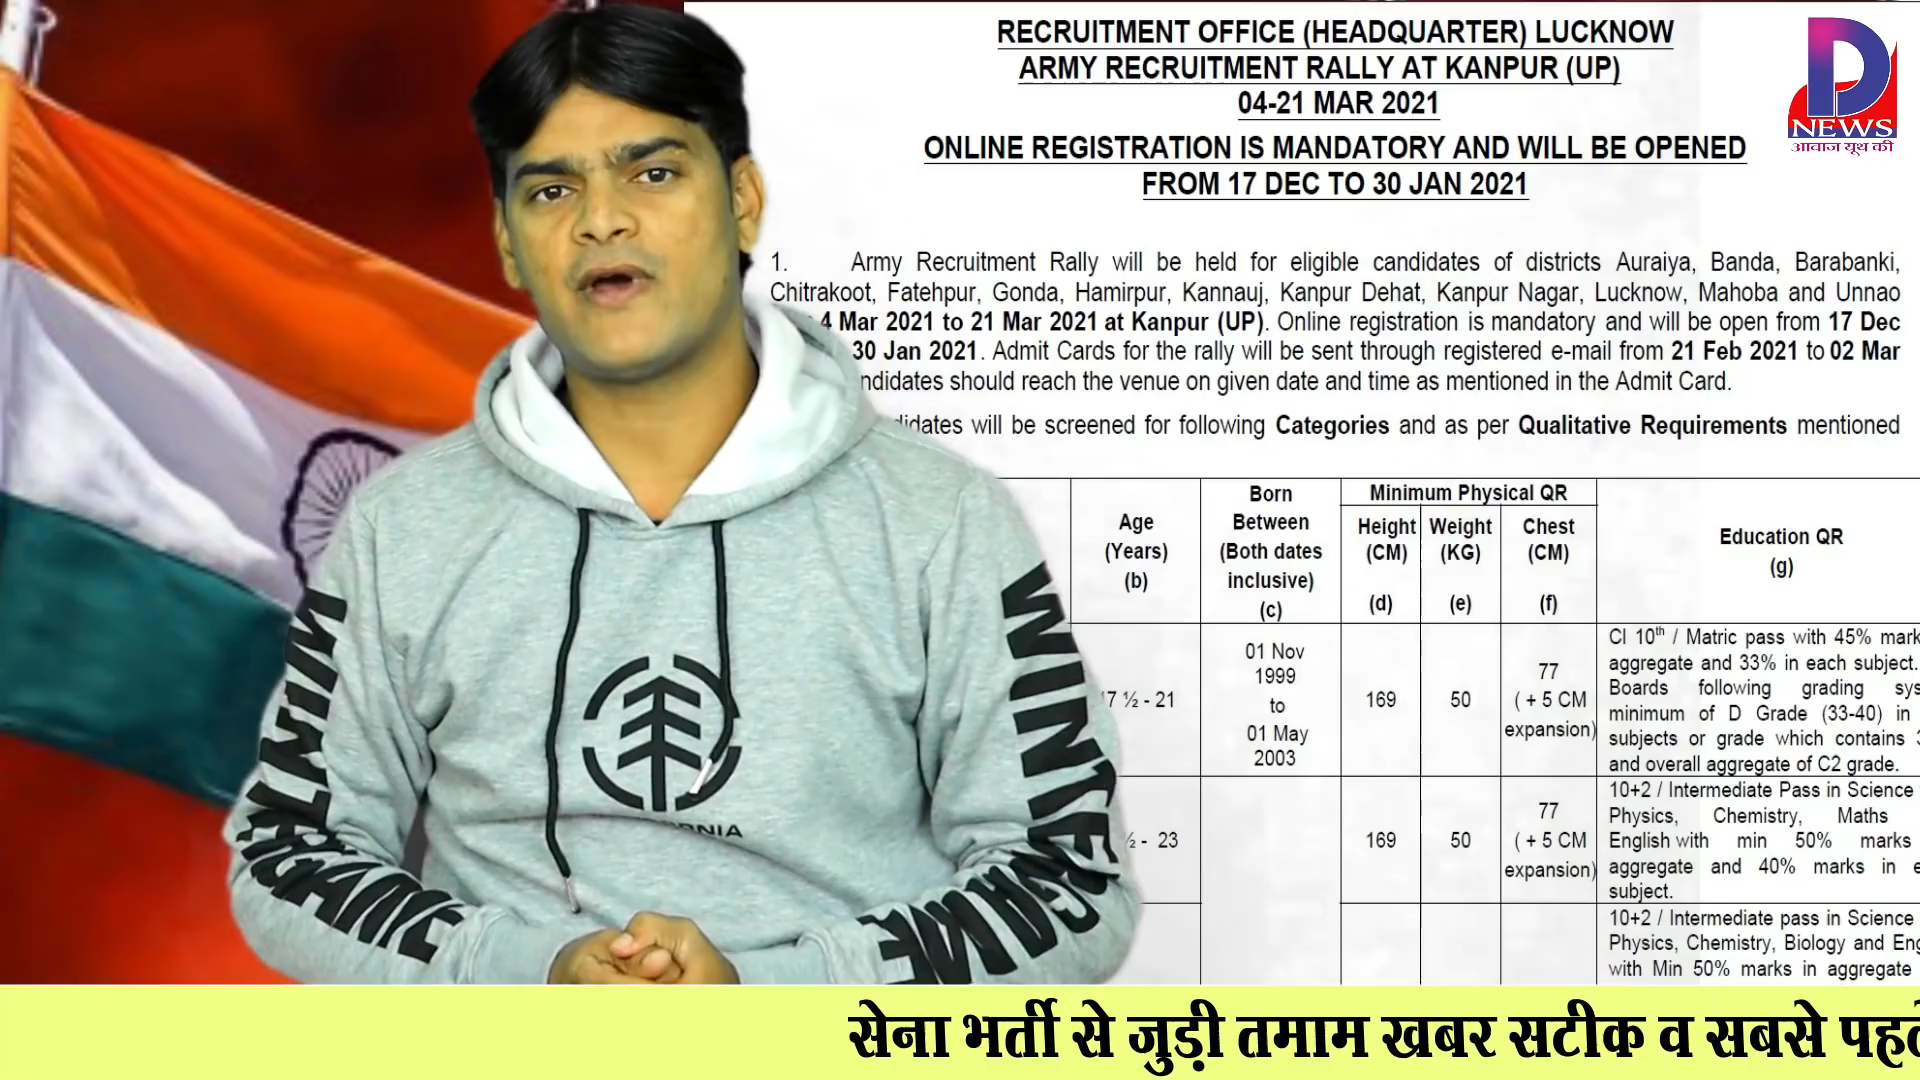 RECRUITMENT OFFICE (HEADQUARTER) LUCKNOW
ARMY RECRUITMENT RALLY AT KANPUR (UP)
04-21 MAR 2021
ONLINE REGISTRATION IS MANDATORY AND WILL BE OPENED
FROM 17 DEC TO 30 JAN 2021
D
NEWS
आवाज यूथ की
1. Army Recruitment Rally will be held for eligible candidates of districts Auraiya, Banda, Barabanki,
Chitrakoot, Fatehpur, Gonda, Hamirpur, Kannauj, Kanpur Dehat, Kanpur Nagar, Lucknow, Mahoba and Unnao
4 Mar 2021 to 21 Mar 2021 at Kanpur (UP). Online registration is mandatory and will be open from 17 Dec
30 Jan 2021. Admit Cards for the rally will be sent through registered e-mail from 21 Feb 2021 to 02 Mar
ndidates should reach the venue on given date and time as mentioned in the Admit Card.
didates will be screened for following Categories and as per Qualitative Requirements mentioned
Age
(Years)
(b)
Born
Between
(Both dates
inclusive)
(c)
Minimum Physical QR
Height
(CM)
(d)
Weight
(KG)
(e)
Chest
(CM)
(f)
Education QR
(g)
7 ½ - 21
01 Nov
1999
to
01 May
2003
169
50
77
( + 5 CM
expansion)
Cl 10th / Matric pass with 45% mark
aggregate and 33% in each subject.
Boards following grading sys
minimum of D Grade (33-40) in
subjects or grade which contains 3
and overall aggregate of C2 grade.
½ - 23
169
50
77
( + 5 CM
expansion)
10+2 / Intermediate Pass in Science
Physics, Chemistry, Maths
English with min 50% marks
aggregate and 40% marks in e
subject.
10+2 / Intermediate pass in Science
Physics, Chemistry, Biology and Eng
with Min 50% marks in aggregate
WINTERGAME
WINTERGAME
RNIA
सेना भर्ती से जुड़ी तमाम खबर सटीक व सबसे पहले